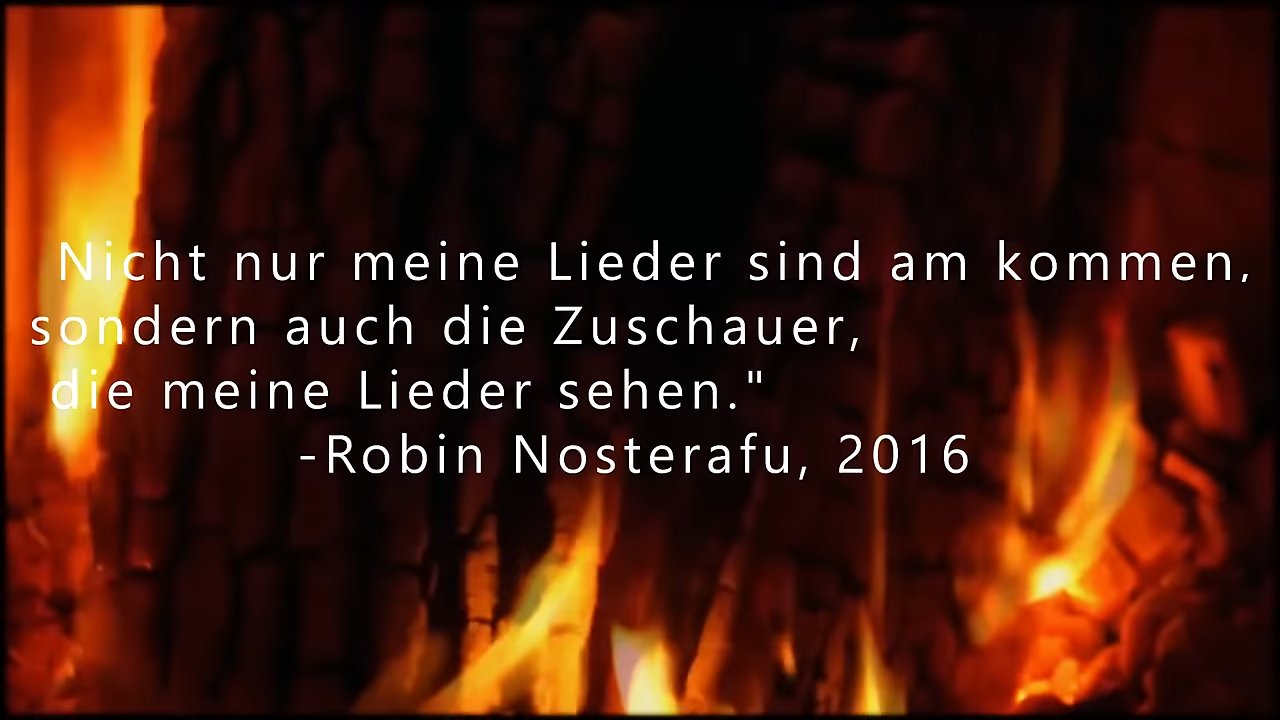 Nicht nur meine Lieder sind am kommen,
sondern auch die Zuschauer,
die meine Lieder sehen."
-Robin Nosterafu, 2016